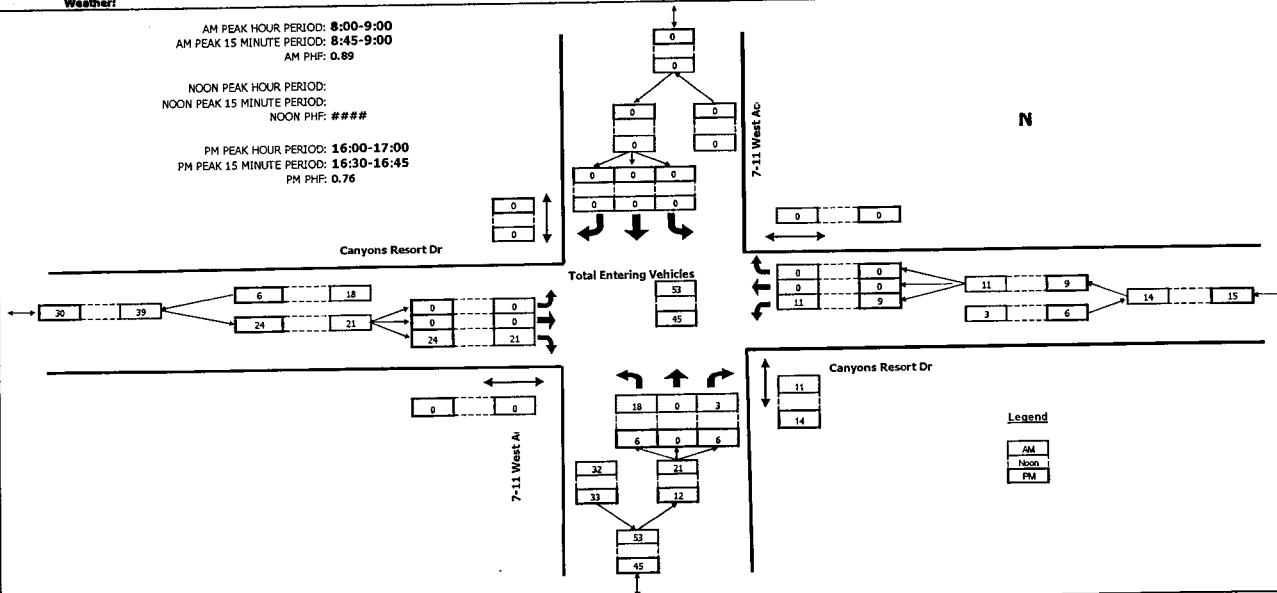 Weather:
AM PEAK HOUR PERIOD: 8:00-9:00
AM PEAK 15 MINUTE PERIOD: 8:45-9:00
AM PHF: 0.89
NOON PEAK HOUR PERIOD:
NOON PEAK 15 MINUTE PERIOD:
NOON PHF: ####
PM PEAK HOUR PERIOD: 16:00-17:00
PM PEAK 15 MINUTE PERIOD: 16:30-16:45
PM PHF: 0.76
0
0
0
0
0
0
7-11 West Ac
N
0 0 0
0 0 0
0
0
0 0
Canyons Resort Dr
Total Entering Vehicles
53
45
30 39
6 18
24 21
0 0
0 0
24 21
0 0
0 0
11 9
11 9
3 6
14 15
0 0
7-11 West Ac
18 0 3
6 0 6
32
33
21
12
53
45
Canyons Resort Dr
11
14
Legend
AM
Noon
PM